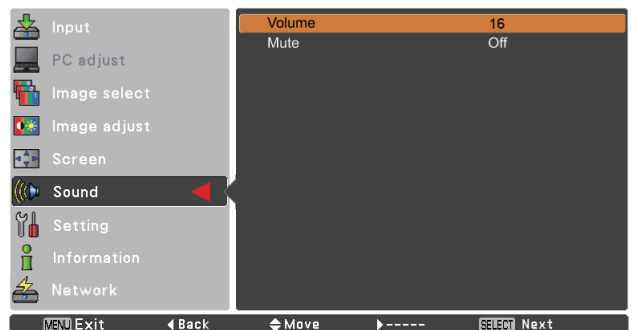 Input
PC adjust
Image select
Image adjust
Screen
Sound
Setting
Information
Network
Volume 16
Mute Off
MENU Exit Back Move ----- SELECT Next